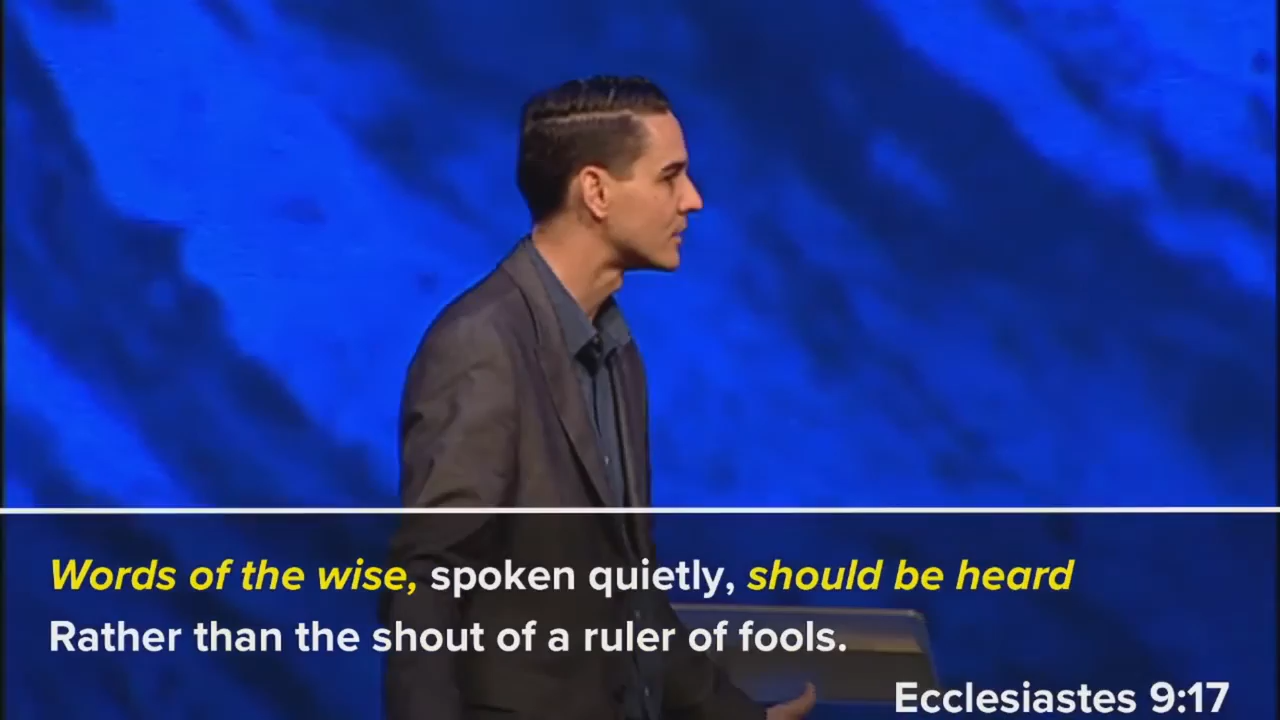 Words of the wise, spoken quietly, should be heard
Rather than the shout of a ruler of fools.
Ecclesiastes 9:17